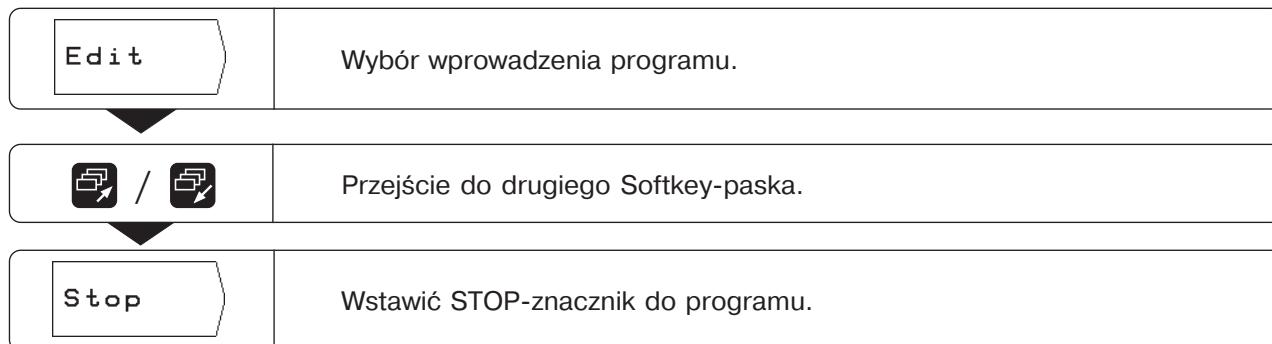 Edit
Wybór wprowadzenia programu.
/
Przejście do drugiego Softkey-paska.
Stop
Wstawić STOP-znacznik do programu.